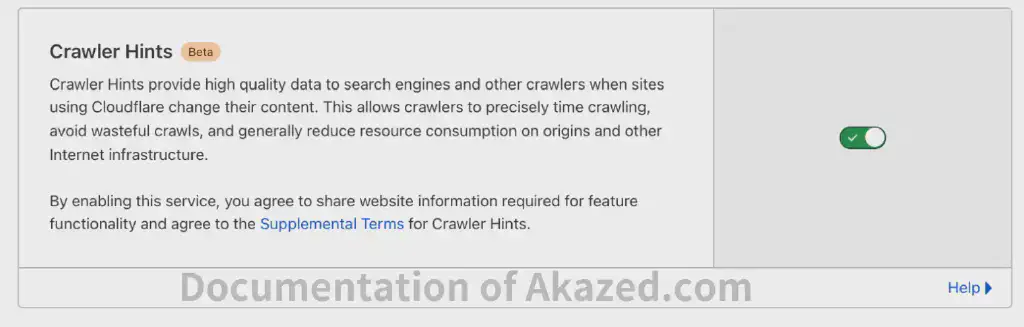 Crawler Hints Beta
Crawler Hints provide high quality data to search engines and other crawlers when sites
using Cloudflare change their content. This allows crawlers to precisely time crawling,
avoid wasteful crawls, and generally reduce resource consumption on origins and other
Internet infrastructure.
By enabling this service, you agree to share website information required for feature
functionality and agree to the Supplemental Terms for Crawler Hints.
Documentation of Akazed.com
Help